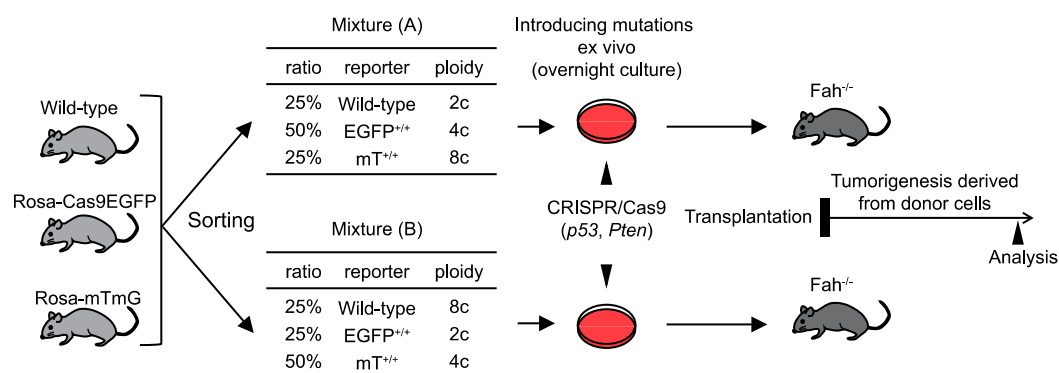 Wild-type
Rosa-Cas9EGFP
Rosa-mTmG
Sorting
Mixture (A)
ratio reporter ploidy
25% Wild-type 2c
50% EGFP+/+ 4c
25% mT+/+ 8c
Mixture (B)
ratio reporter ploidy
25% Wild-type 8c
25% EGFP+/+ 2c
50% mT+/+ 4c
Introducing mutations
ex vivo
(overnight culture)
CRISPR/Cas9
(p53, Pten)
Fah-/-
Transplantation
Tumorigenesis derived
from donor cells
Analysis
Fah-/-